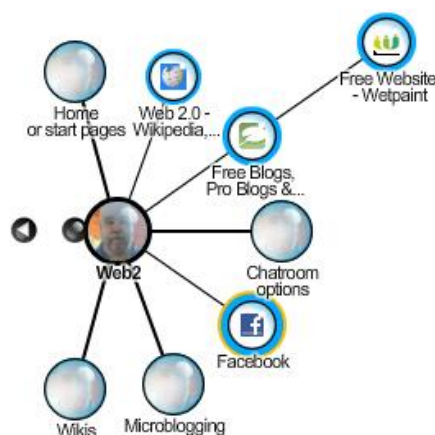 Home
or start pages
Web 2.0 -
Wikipedia,...
Free Website
- Wetpaint
Free Blogs,
Pro Blogs &...
Web2
Chatroom
options
Facebook
Wikis
Microblogging